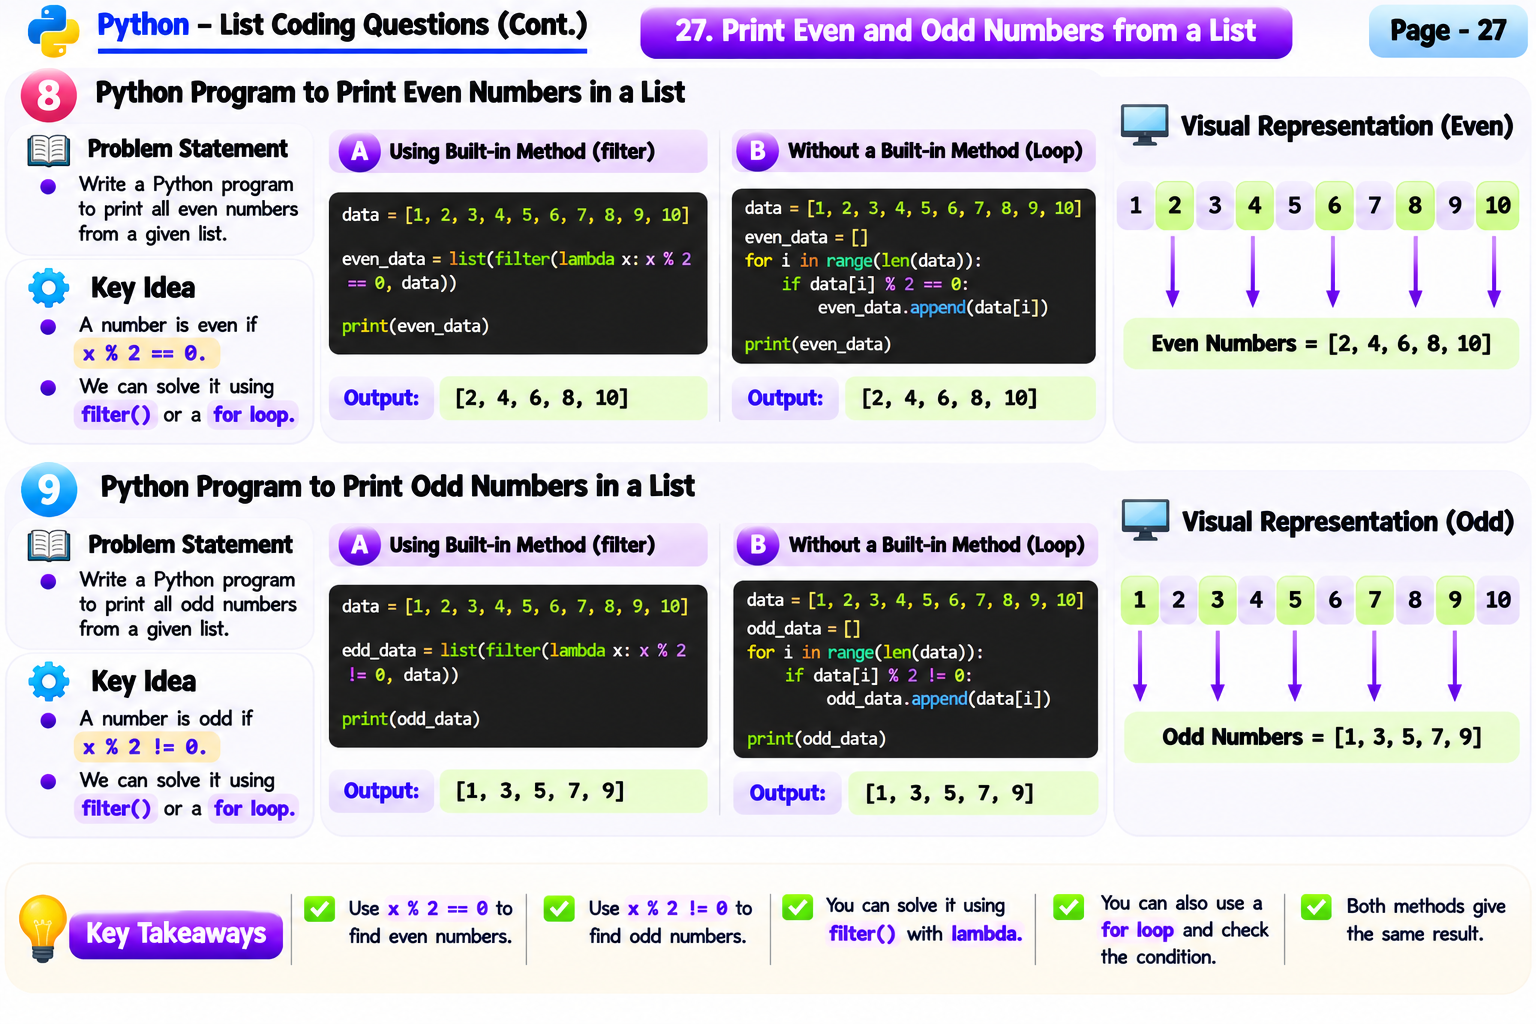 Python – List Coding Questions (Cont.)
27. Print Even and Odd Numbers from a List
Page - 27
8
Python Program to Print Even Numbers in a List
Problem Statement
Write a Python program
to print all even numbers
from a given list.
Key Idea
A number is even if
x % 2 == 0.
We can solve it using
filter() or a for loop.
A Using Built-in Method (filter)
data = [1, 2, 3, 4, 5, 6, 7, 8, 9, 10]
even_data = list(filter(lambda x: x % 2
== 0, data))
print(even_data)
Output: [2, 4, 6, 8, 10]
B Without a Built-in Method (Loop)
data = [1, 2, 3, 4, 5, 6, 7, 8, 9, 10]
even_data = []
for i in range(len(data)):
if data[i] % 2 == 0:
even_data.append(data[i])
print(even_data)
Output: [2, 4, 6, 8, 10]
Visual Representation (Even)
1 2 3 4 5 6 7 8 9 10
Even Numbers = [2, 4, 6, 8, 10]
9
Python Program to Print Odd Numbers in a List
Problem Statement
Write a Python program
to print all odd numbers
from a given list.
Key Idea
A number is odd if
x % 2 != 0.
We can solve it using
filter() or a for loop.
A Using Built-in Method (filter)
data = [1, 2, 3, 4, 5, 6, 7, 8, 9, 10]
edd_data = list(filter(lambda x: x % 2
!= 0, data))
print(odd_data)
Output: [1, 3, 5, 7, 9]
B Without a Built-in Method (Loop)
data = [1, 2, 3, 4, 5, 6, 7, 8, 9, 10]
odd_data = []
for i in range(len(data)):
if data[i] % 2 != 0:
odd_data.append(data[i])
print(odd_data)
Output: [1, 3, 5, 7, 9]
Visual Representation (Odd)
1 2 3 4 5 6 7 8 9 10
Odd Numbers = [1, 3, 5, 7, 9]
Key Takeaways
Use x % 2 == 0 to
find even numbers.
Use x % 2 != 0 to
find odd numbers.
You can solve it using
filter() with lambda.
You can also use a
for loop and check
the condition.
Both methods give
the same result.